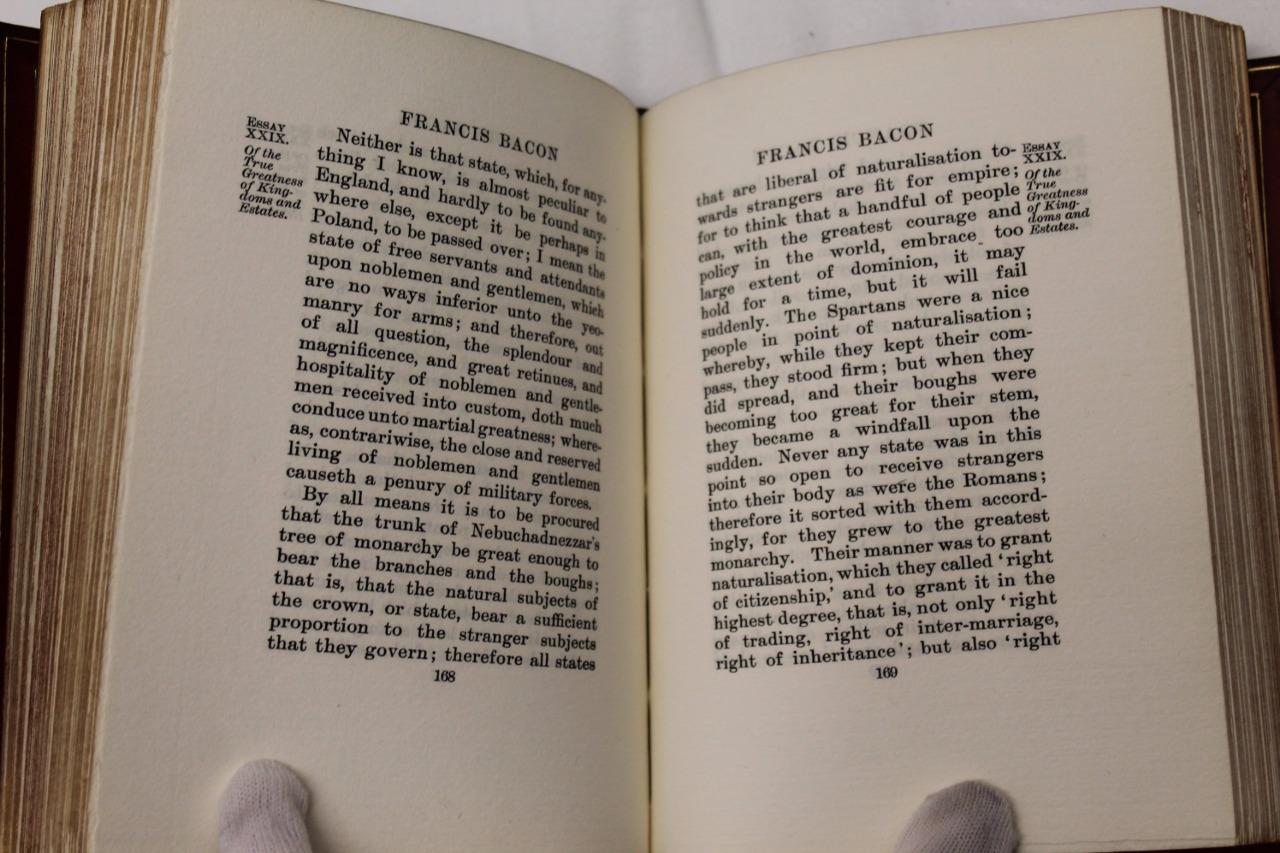 FRANCIS BACON
ESSAY
XXIX.
Of the
True
Greatness
of King-
doms and
Estates.
Neither is that state, which, for any-
thing I know, is almost peculiar to
England, and hardly to be found any-
where else, except it be perhaps in
Poland, to be passed over; I mean the
state of free servants and attendants
upon noblemen and gentlemen, which
are no ways inferior unto the yeo-
manry for arms; and therefore, out
of all question, the splendour and
magnificence, and great retinues, and
hospitality of noblemen and gentle-
men received into custom, doth much
conduce unto martial greatness; where-
as, contrariwise, the close and reserved
living of noblemen and gentlemen
causeth a penury of military forces.
By all means it is to be procured
that the trunk of Nebuchadnezzar's
tree of monarchy be great enough to
bear the branches and the boughs;
that is, that the natural subjects of
the crown, or state, bear a sufficient
proportion to the stranger subjects
that they govern; therefore all states
168
FRANCIS BACON
ESSAY
XXIX.
Of the
True
Greatness
of King-
doms and
Estates.
that are liberal of naturalisation to-
wards strangers are fit for empire;
for to think that a handful of people
can, with the greatest courage and
policy in the world, embrace too
large extent of dominion, it may
hold for a time, but it will fail
suddenly. The Spartans were a nice
people in point of naturalisation;
whereby, while they kept their com-
pass, they stood firm; but when they
did spread, and their boughs were
becoming too great for their stem,
they became a windfall upon the
sudden. Never any state was in this
point so open to receive strangers
into their body as were the Romans;
therefore it sorted with them accord-
ingly, for they grew to the greatest
monarchy. Their manner was to grant
naturalisation, which they called 'right
of citizenship,' and to grant it in the
highest degree, that is, not only 'right
of trading, right of inter-marriage,
right of inheritance'; but also 'right
169